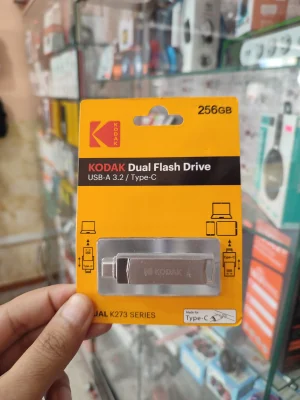 256GB
KODAK
KODAK Dual Flash Drive
USB-A 3.2 / Type-C
KODAK
DUAL K273 SERIES
Type-C